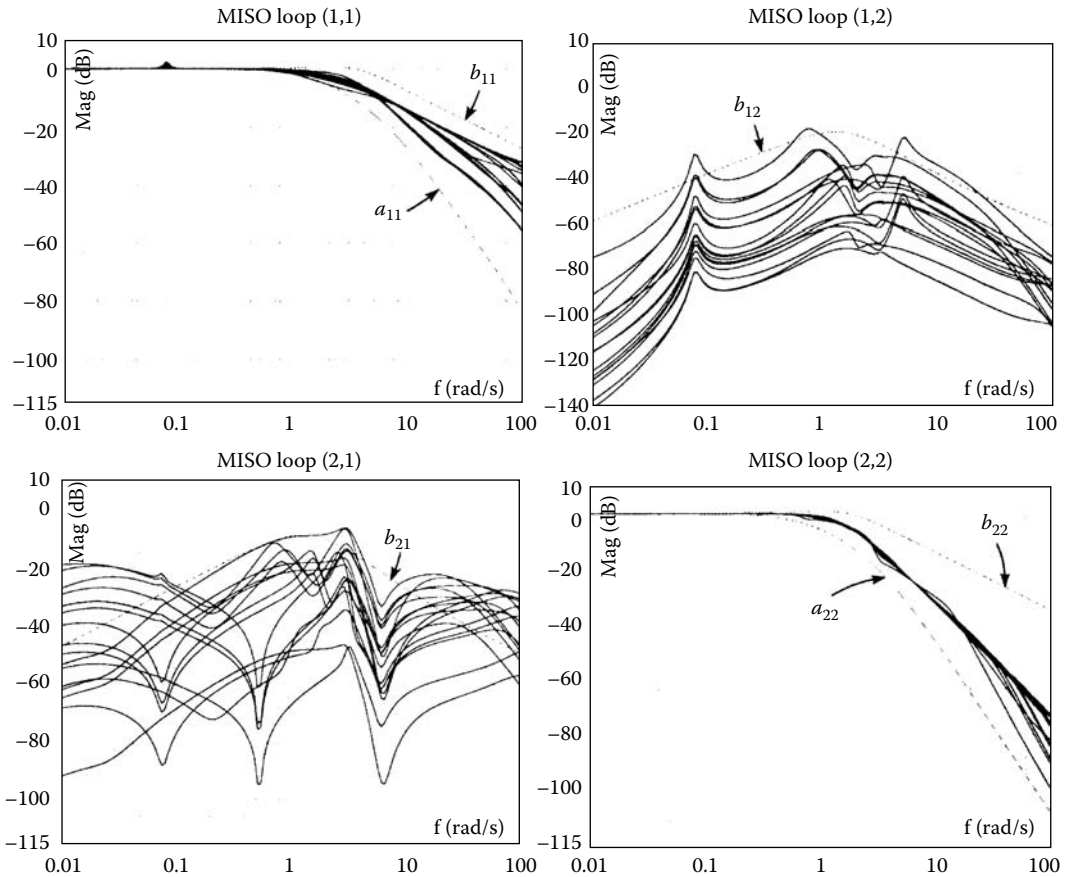 MISO loop (1,1)
10
0
−20
−40
−60
−80
−100
−115
Mag (dB)
b11
a11
f (rad/s)
0.01 0.1 1 10 100
MISO loop (1,2)
10
0
−20
−40
−60
−80
−100
−120
−140
Mag (dB)
b12
f (rad/s)
0.01 0.1 1 10 100
MISO loop (2,1)
10
0
−20
−40
−60
−80
−100
−115
Mag (dB)
b21
f (rad/s)
0.01 0.1 1 10 100
MISO loop (2,2)
10
0
−20
−40
−60
−80
−100
−115
Mag (dB)
b22
a22
f (rad/s)
0.01 0.1 1 10 100